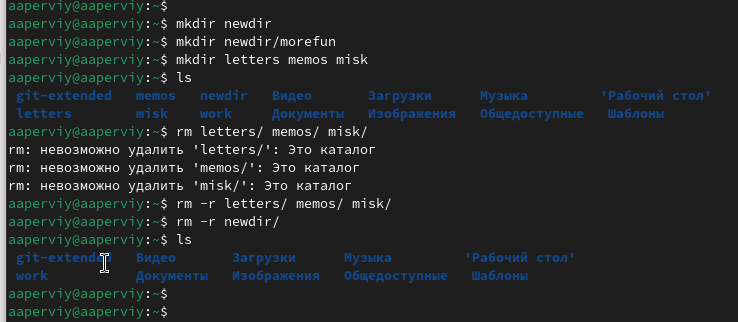 aapervi​y@aaperviy:~$
aaperviy@aaperviy:~$ mkdir newdir
aaperviy@aaperviy:~$ mkdir newdir/morefun
aaperviy@aaperviy:~$ mkdir letters memos misk
aaperviy@aaperviy:~$ ls
git-extended memos newdir Видео Загрузки Музыка 'Рабочий стол'
letters misk work Документы Изображения Общедоступные Шаблоны
aaperviy@aaperviy:~$ rm letters/ memos/ misk/
rm: невозможно удалить 'letters/': Это каталог
rm: невозможно удалить 'memos/': Это каталог
rm: невозможно удалить 'misk/': Это каталог
aaperviy@aaperviy:~$ rm -r letters/ memos/ misk/
aaperviy@aaperviy:~$ rm -r newdir/
aaperviy@aaperviy:~$ ls
git-extended Видео Загрузки Музыка 'Рабочий стол'
work Документы Изображения Общедоступные Шаблоны
aaperviy@aaperviy:~$
aaperviy@aaperviy:~$